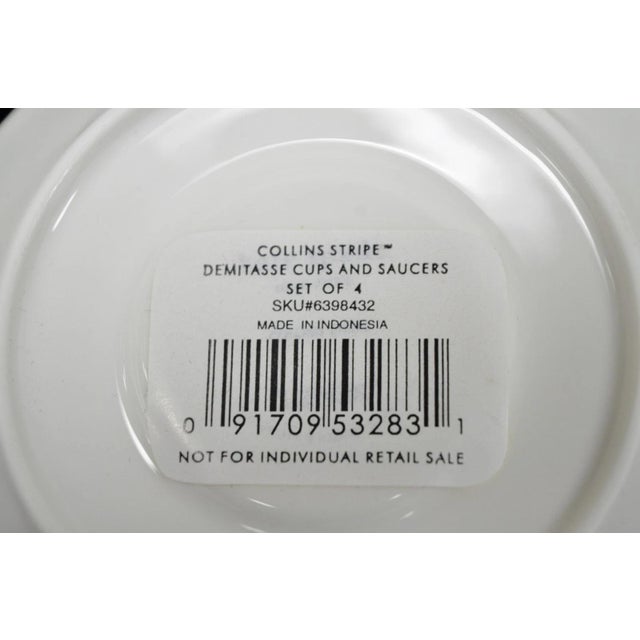 COLLINS STRIPE™
DEMITASSE CUPS AND SAUCERS
SET OF 4
SKU#6398432
MADE IN INDONESIA
0 91709 53283 1
NOT FOR INDIVIDUAL RETAIL SALE